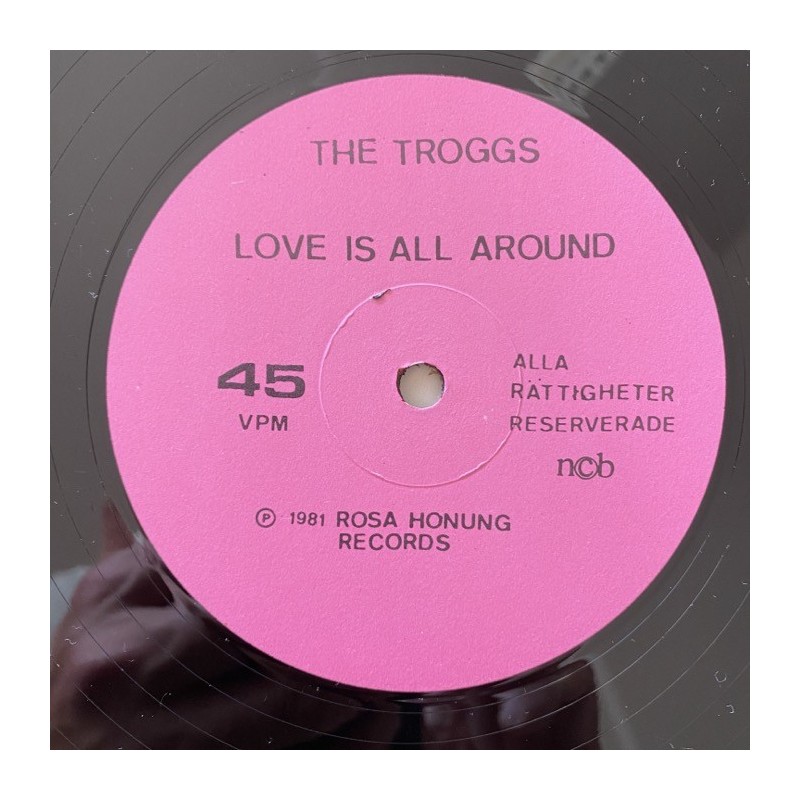 THE TROGGS
LOVE IS ALL AROUND
45
VPM
ALLA
RÄTTIGHETER
RESERVERADE
ncb
℗ 1981 ROSA HONUNG
RECORDS